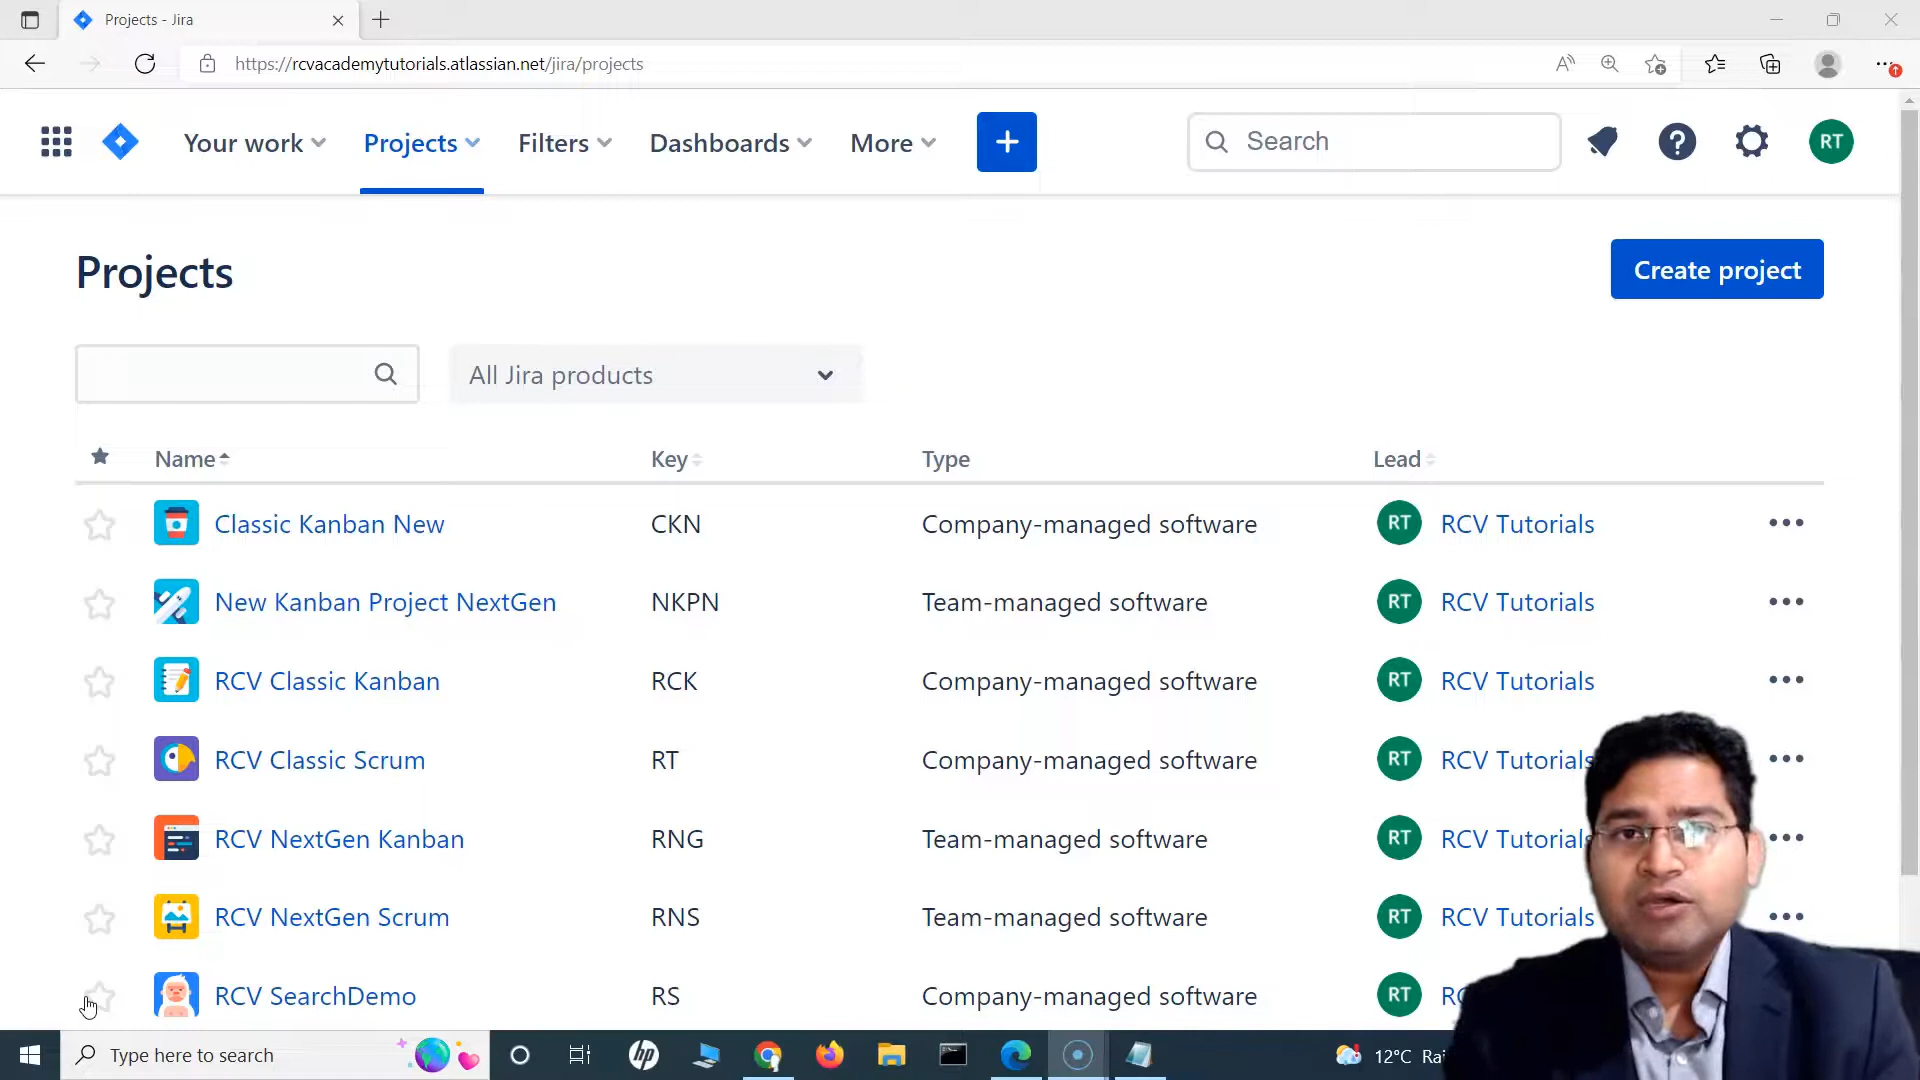 Projects - Jira
https://rcvacademytutorials.atlassian.net/jira/projects
Your work Projects Filters Dashboards More + Search ? RT
Projects
Create project
All Jira products
Name Key Type Lead
Classic Kanban New CKN Company-managed software RT RCV Tutorials
New Kanban Project NextGen NKPN Team-managed software RT RCV Tutorials
RCV Classic Kanban RCK Company-managed software RT RCV Tutorials
RCV Classic Scrum RT Company-managed software RT RCV Tutorials
RCV NextGen Kanban RNG Team-managed software RT RCV Tutorials
RCV NextGen Scrum RNS Team-managed software RT RCV Tutorials
RCV SearchDemo RS Company-managed software RT
Type here to search hp 12°C